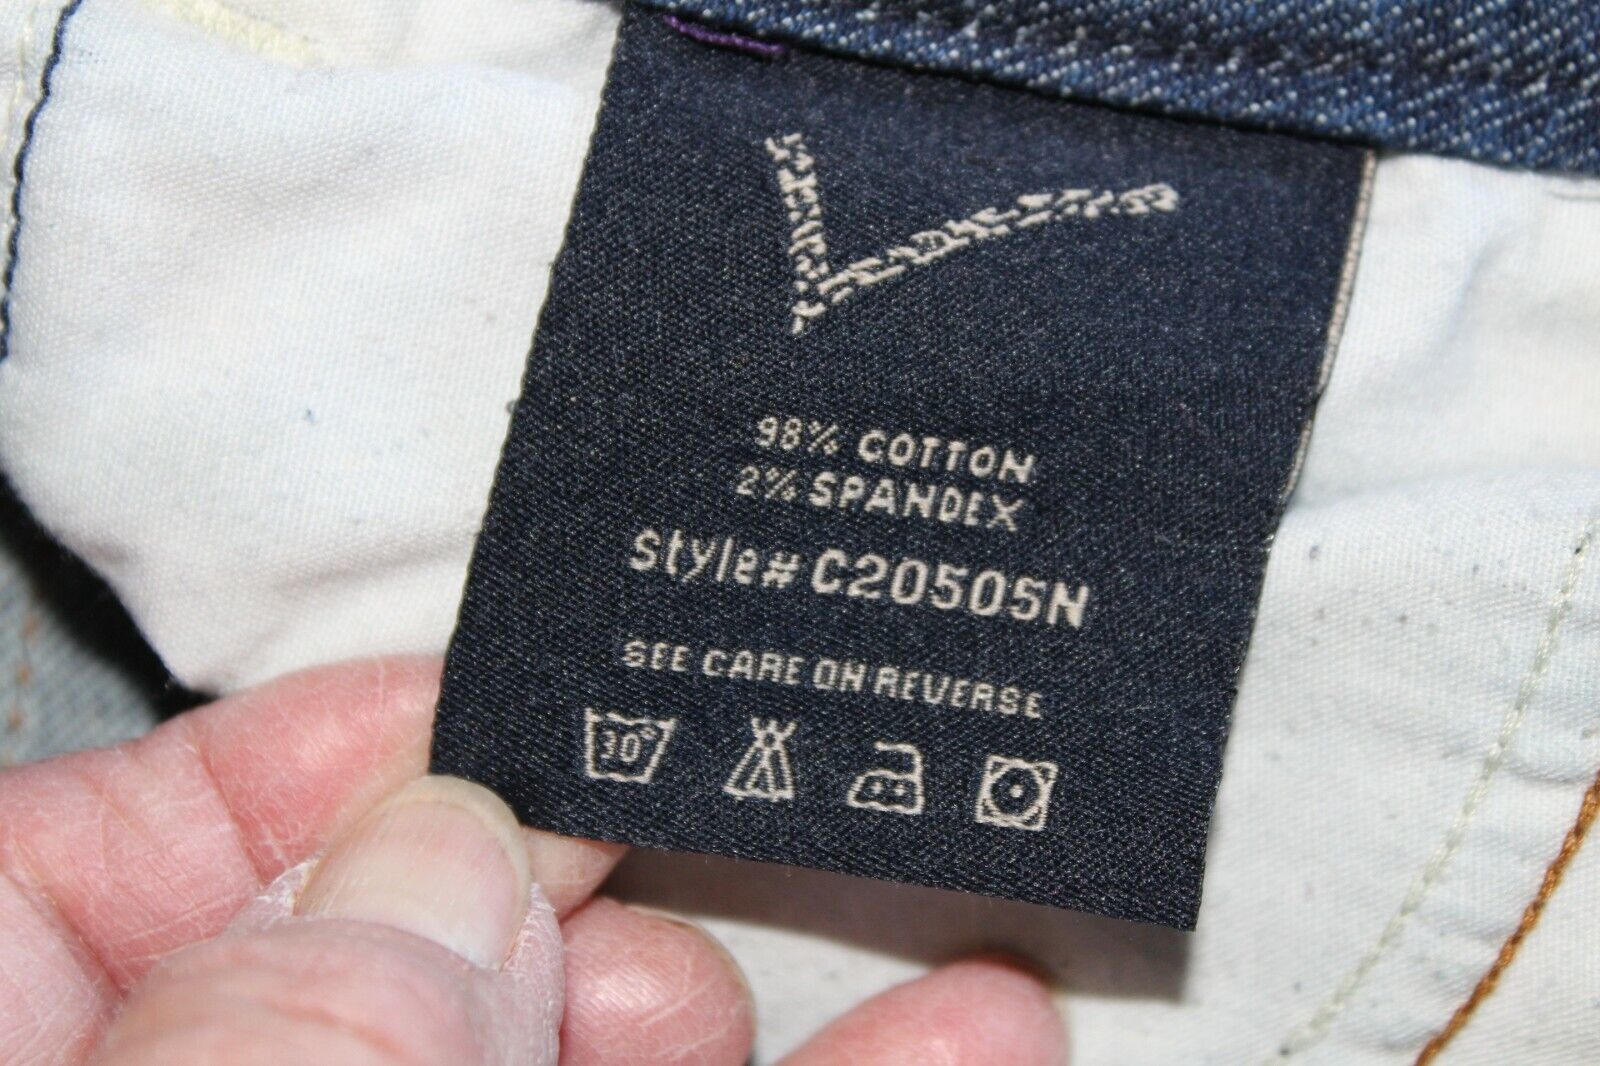 98% COTTON
2% SPANDEX
Style# C20505N
SEE CARE ON REVERSE
30°